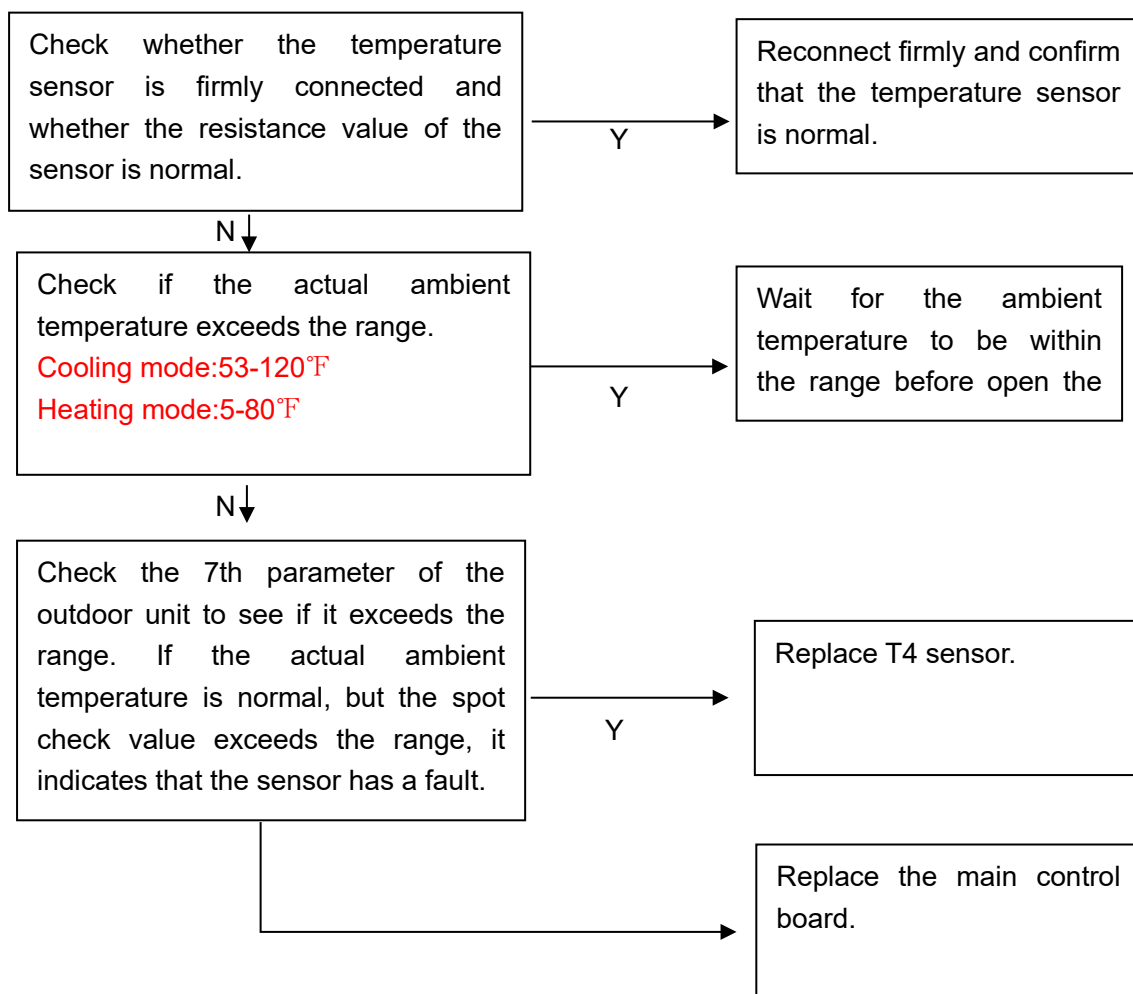 Check whether the temperature
sensor is firmly connected and
whether the resistance value of the
sensor is normal.
Y
Reconnect firmly and confirm
that the temperature sensor
is normal.
N
Check if the actual ambient
temperature exceeds the range.
Cooling mode:53-120℉
Heating mode:5-80℉
Y
Wait for the ambient
temperature to be within
the range before open the
N
Check the 7th parameter of the
outdoor unit to see if it exceeds the
range. If the actual ambient
temperature is normal, but the spot
check value exceeds the range, it
indicates that the sensor has a fault.
Y
Replace T4 sensor.
Replace the main control
board.